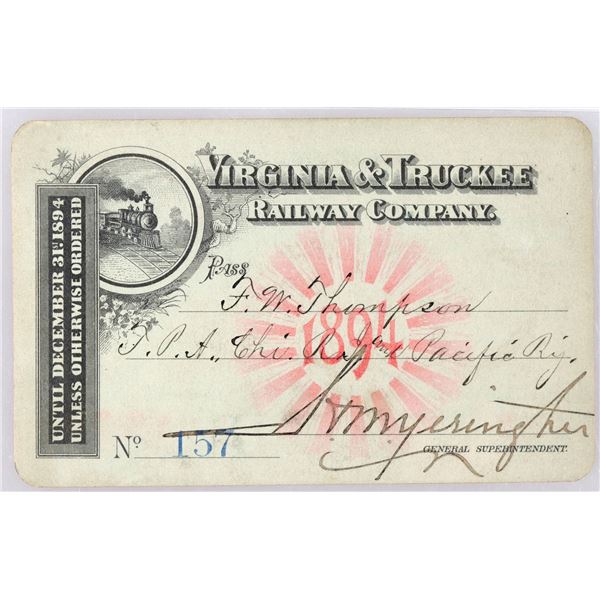 VIRGINIA & TRUCKEE
RAILWAY COMPANY.
UNTIL DECEMBER 31ST 1894
UNLESS OTHERWISE ORDERED
PASS
F. W. Thompson
T. P. A., Chi. R. I. and Pacific Ry.
1894
No 157
GENERAL SUPERINTENDENT.